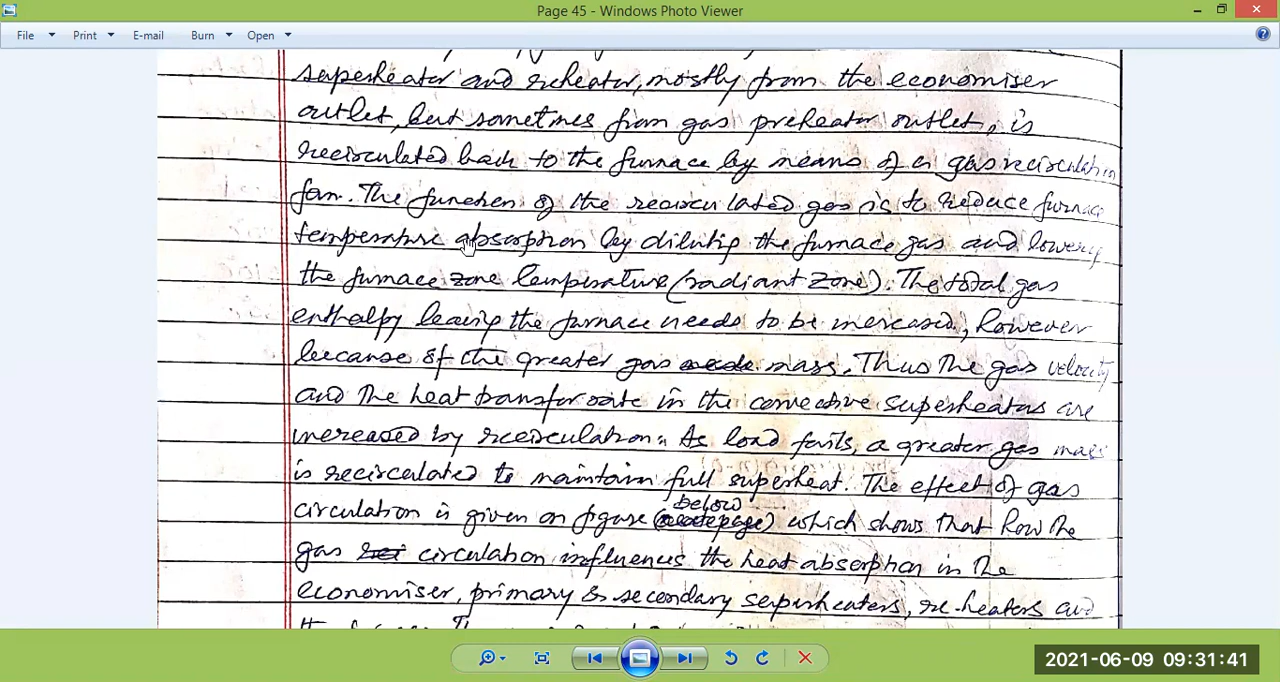 Page 45 - Windows Photo Viewer
File Print E-mail Burn Open
superheater and reheater, mostly from the economiser
outlet, but sometimes from gas preheater outlet, is
recirculated back to the furnace by means of a gas recirculation
fan. The function of the recirculated gas is to reduce furnace
temperature absorption by diluting the furnace gas and lowering
the furnace zone temperature (radiant zone). The total gas
enthalpy leaving the furnace needs to be increased, however
because of the greater gas mass. Thus the gas velocity
and the heat transfer rate in the convective superheaters are
increased by recirculation. As load falls, a greater gas mass
is recirculated to maintain full superheat. The effect of gas
below
circulation is given on figure ( ) which shows that how the
gas circulation influences the heat absorption in the
economiser, primary & secondary superheaters, re-heaters and
2021-06-09 09:31:41